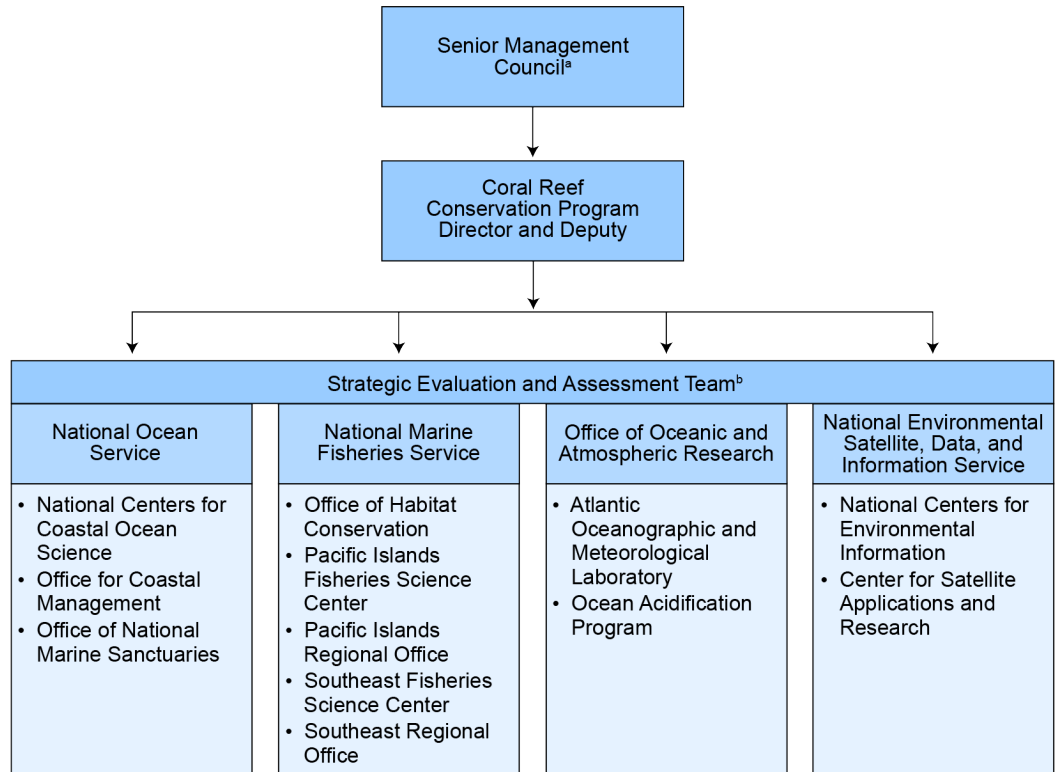 Senior Management
Councilᵃ
Coral Reef
Conservation Program
Director and Deputy
Strategic Evaluation and Assessment Teamᵇ
National Ocean
Service
• National Centers for
Coastal Ocean
Science
• Office for Coastal
Management
• Office of National
Marine Sanctuaries
National Marine
Fisheries Service
• Office of Habitat
Conservation
• Pacific Islands
Fisheries Science
Center
• Pacific Islands
Regional Office
• Southeast Fisheries
Science Center
• Southeast Regional
Office
Office of Oceanic and
Atmospheric Research
• Atlantic
Oceanographic and
Meteorological
Laboratory
• Ocean Acidification
Program
National Environmental
Satellite, Data, and
Information Service
• National Centers for
Environmental
Information
• Center for Satellite
Applications and
Research